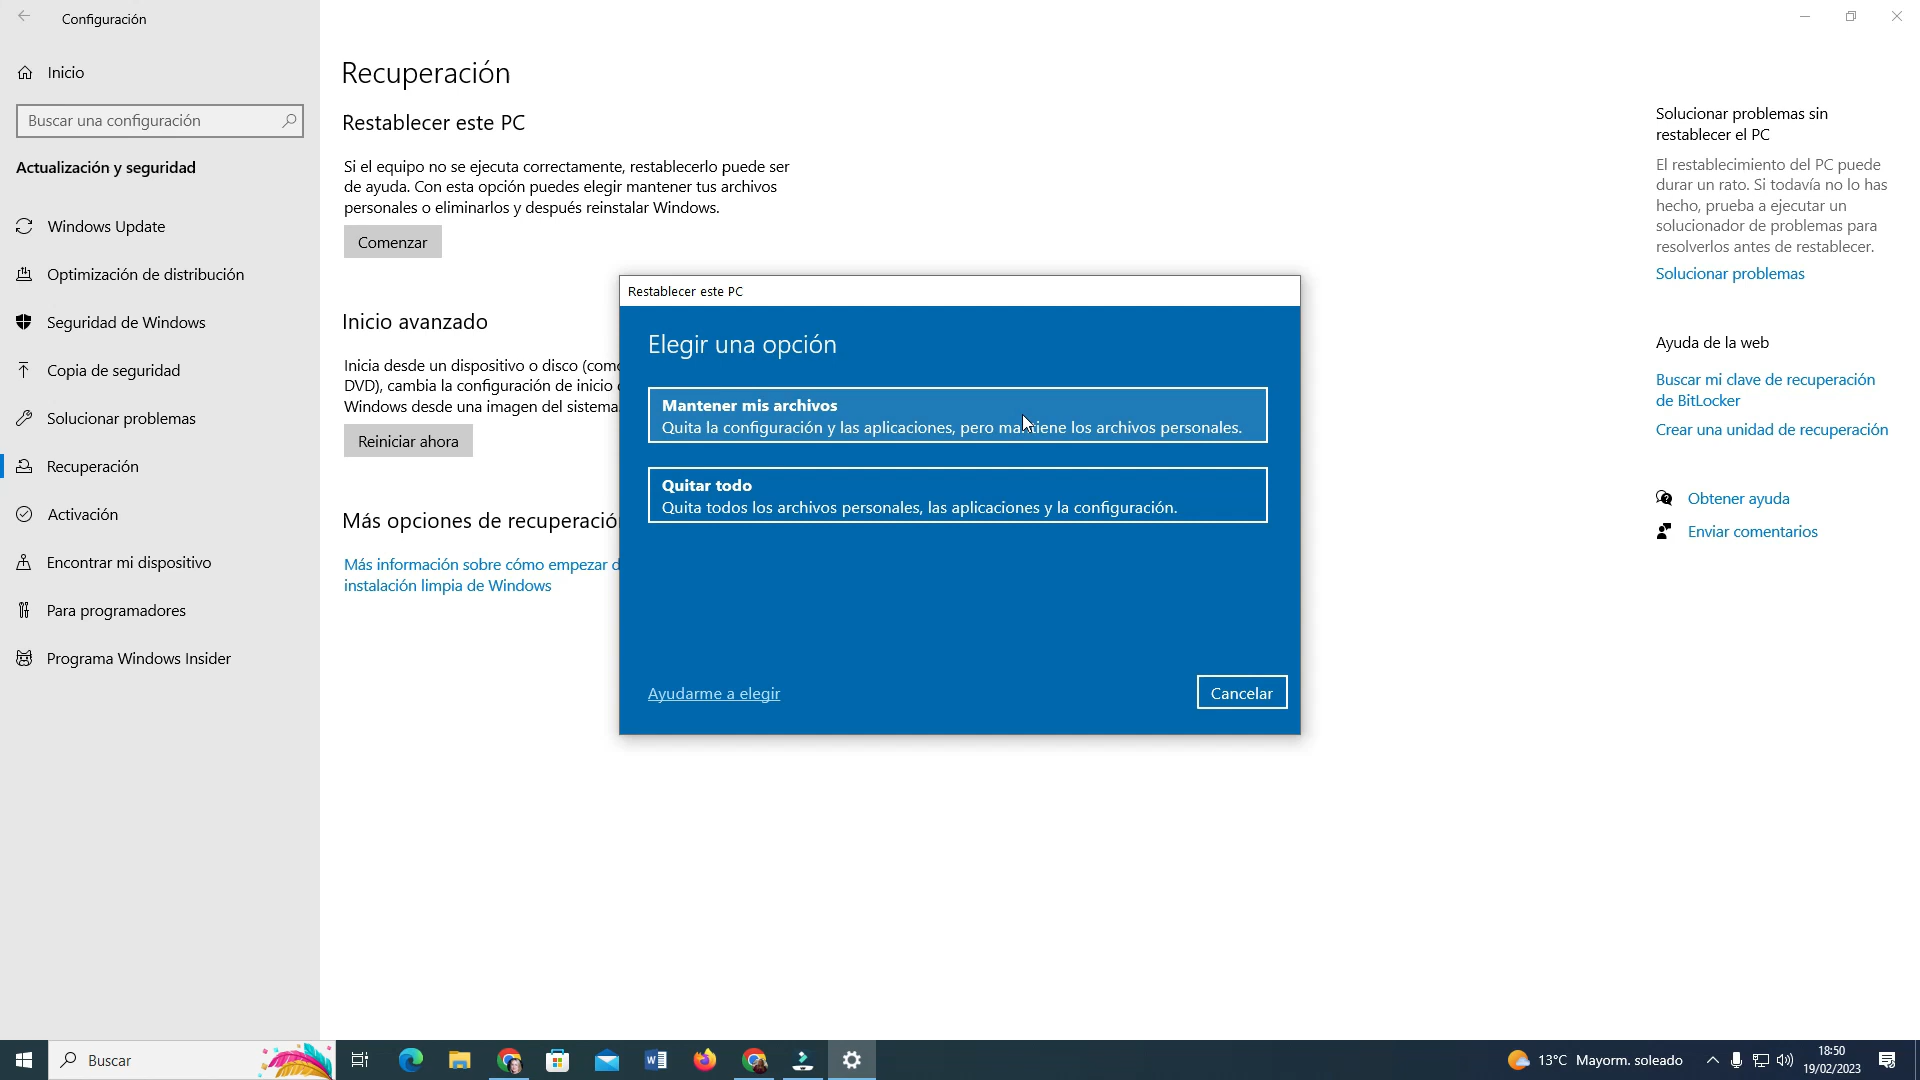 Configuración
Inicio
Buscar una configuración
Actualización y seguridad
Windows Update
Optimización de distribución
Seguridad de Windows
Copia de seguridad
Solucionar problemas
Recuperación
Activación
Encontrar mi dispositivo
Para programadores
Programa Windows Insider
Recuperación
Restablecer este PC
Si el equipo no se ejecuta correctamente, restablecerlo puede ser
de ayuda. Con esta opción puedes elegir mantener tus archivos
personales o eliminarlos y después reinstalar Windows.
Comenzar
Inicio avanzado
Inicia desde un dispositivo o disco (como
DVD), cambia la configuración de inicio
Windows desde una imagen del sistema.
Reiniciar ahora
Más opciones de recuperación
Más información sobre cómo empezar d
instalación limpia de Windows
Restablecer este PC
Elegir una opción
Mantener mis archivos
Quita la configuración y las aplicaciones, pero mantiene los archivos personales.
Quitar todo
Quita todos los archivos personales, las aplicaciones y la configuración.
Ayudarme a elegir
Cancelar
Solucionar problemas sin
restablecer el PC
El restablecimiento del PC puede
durar un rato. Si todavía no lo has
hecho, prueba a ejecutar un
solucionador de problemas para
resolverlos antes de restablecer.
Solucionar problemas
Ayuda de la web
Buscar mi clave de recuperación
de BitLocker
Crear una unidad de recuperación
Obtener ayuda
Enviar comentarios
Buscar
13°C Mayorm. soleado
18:50
19/02/2023